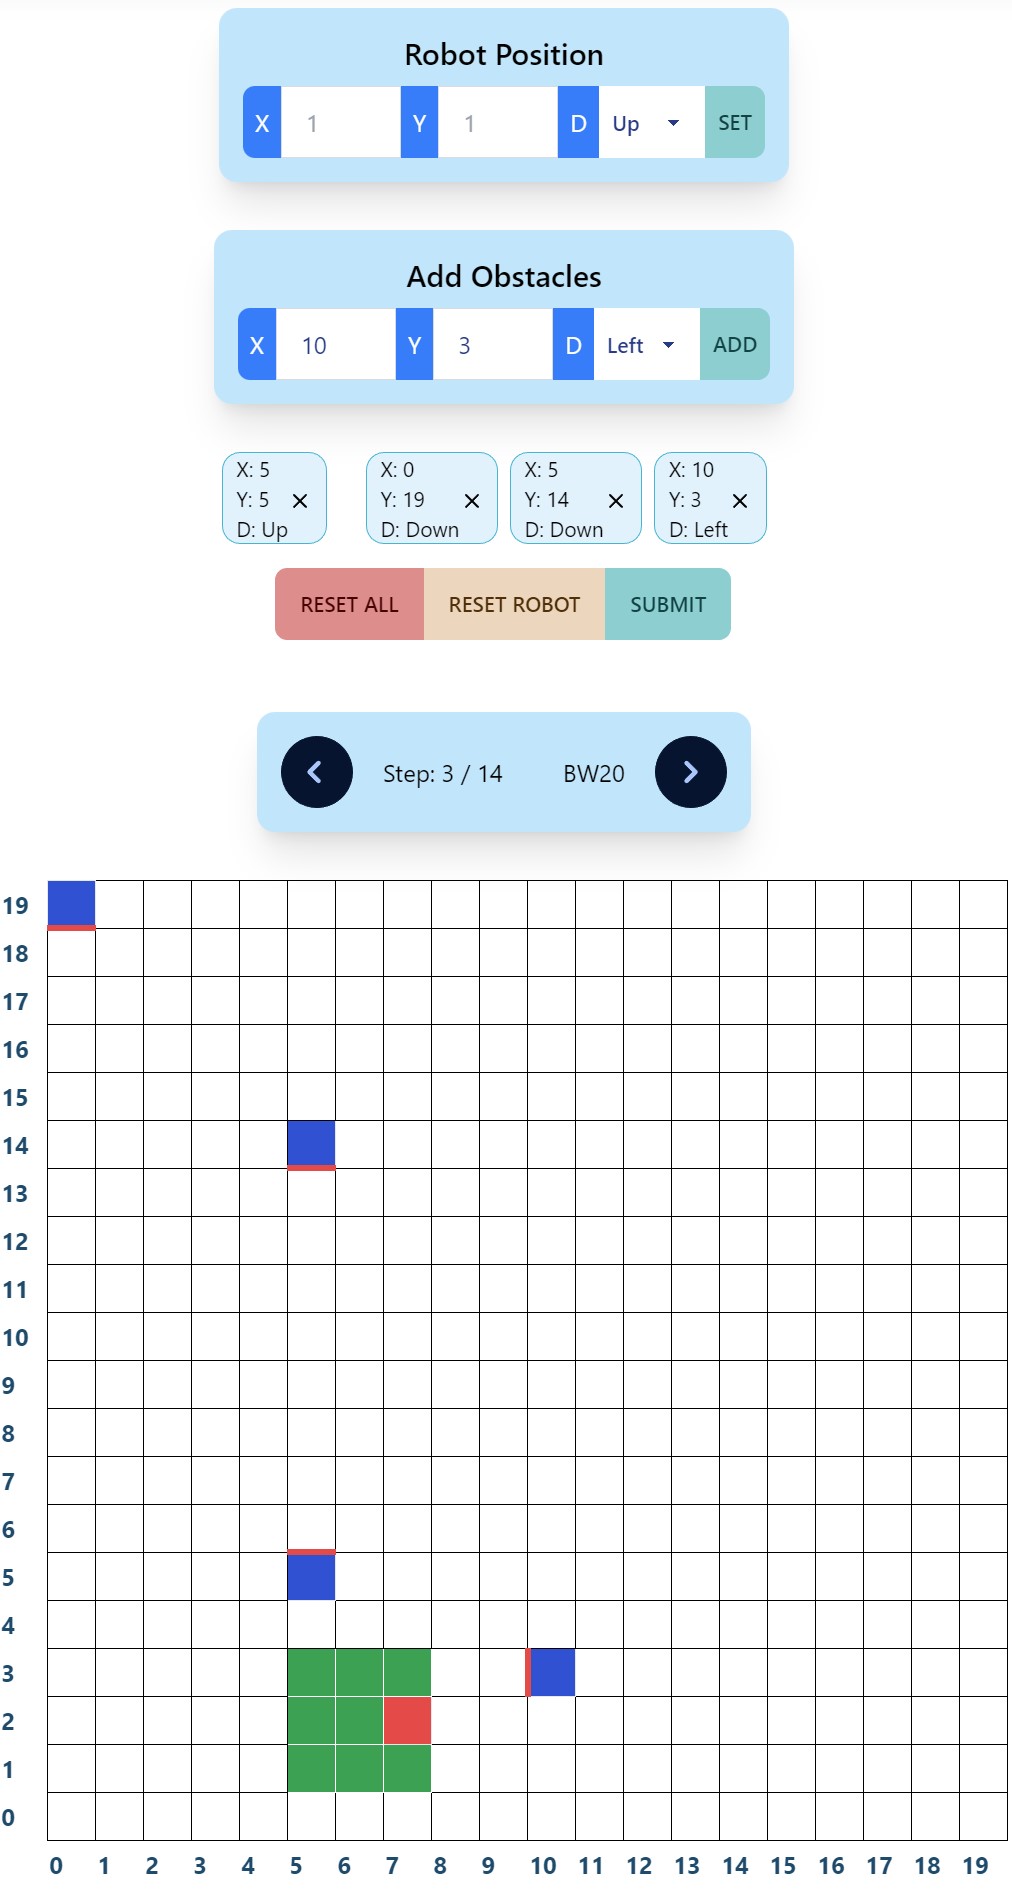 Robot Position
X 1 Y 1 D Up SET
Add Obstacles
X 10 Y 3 D Left ADD
X: 5
Y: 5
D: Up
X: 0
Y: 19
D: Down
X: 5
Y: 14
D: Down
X: 10
Y: 3
D: Left
RESET ALL RESET ROBOT SUBMIT
Step: 3 / 14 BW20
19
18
17
16
15
14
13
12
11
10
9
8
7
6
5
4
3
2
1
0
0 1 2 3 4 5 6 7 8 9 10 11 12 13 14 15 16 17 18 19